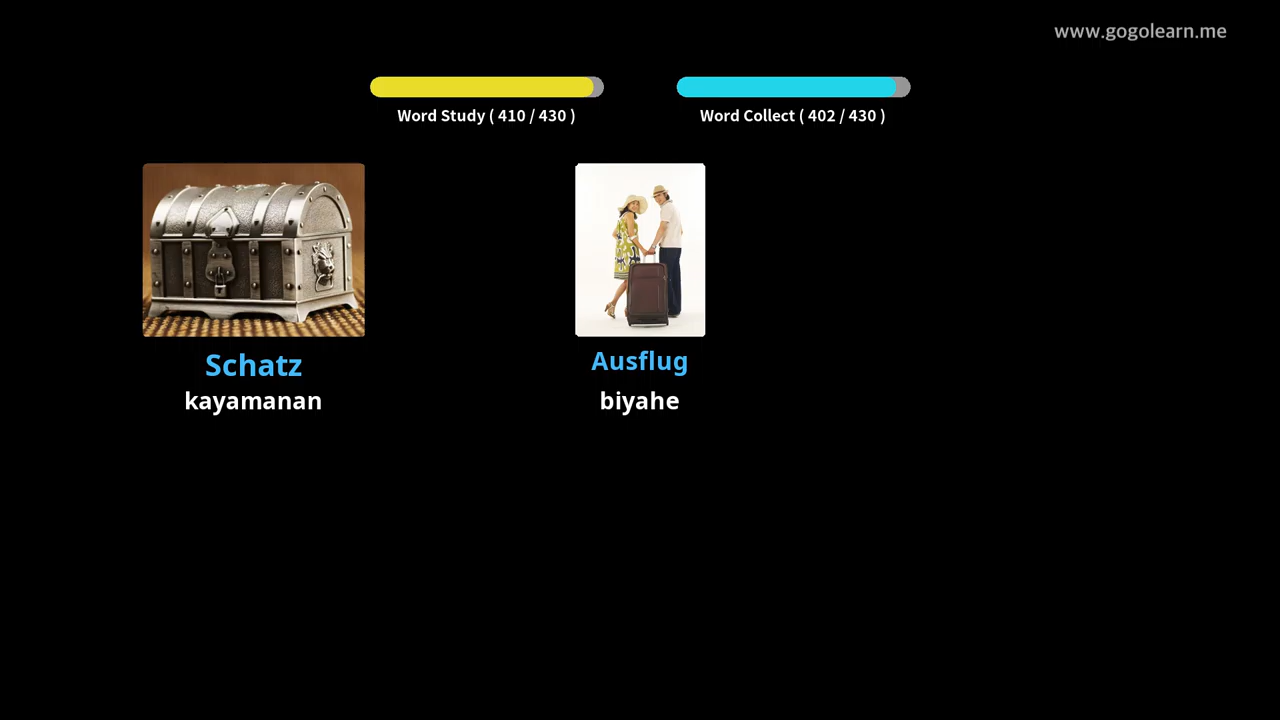 www.gogolearn.me
Word Study ( 410 / 430 )
Word Collect ( 402 / 430 )
Schatz
kayamanan
Ausflug
biyahe